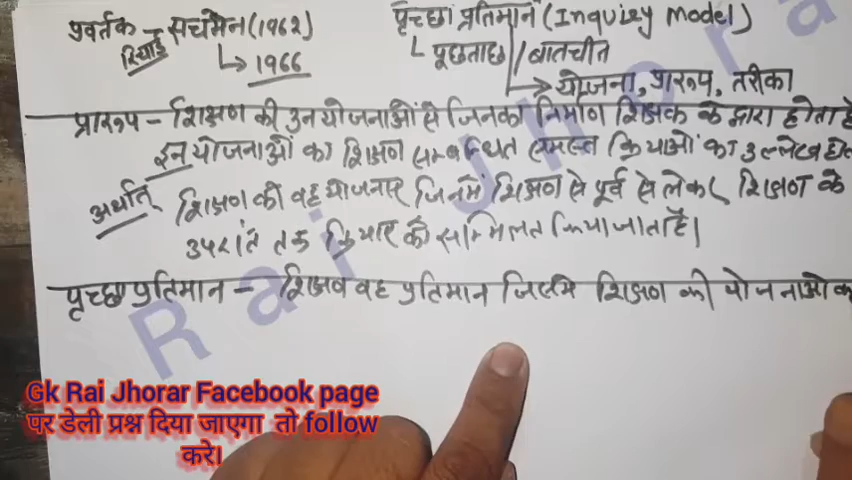 प्रवर्तक - सचमेन (1962)
रिचार्ड
↳ 1966
पृच्छा प्रतिमान (Inquiry Model)
पूछताछ / बातचीत
योजना, प्रारूप, तरीका
प्रारूप - शिक्षण की उन योजनाओं से जिनका निर्माण शिक्षक के द्वारा होता है
इन योजनाओं का शिक्षण सम्बन्धित समस्त क्रियाओं का उल्लेख
अर्थात् शिक्षण की वह योजनाए जिनमें शिक्षण से पूर्व से लेकर शिक्षण के
उपरांत तक क्रियाए को सम्मिलित किया जाता है।
पृच्छा प्रतिमान - वह प्रतिमान जिसमे शिक्षण की योजनाओ
Rai Jhora
Gk Rai Jhorar Facebook page
पर डेली प्रश्न दिया जाएगा तो follow
करे।